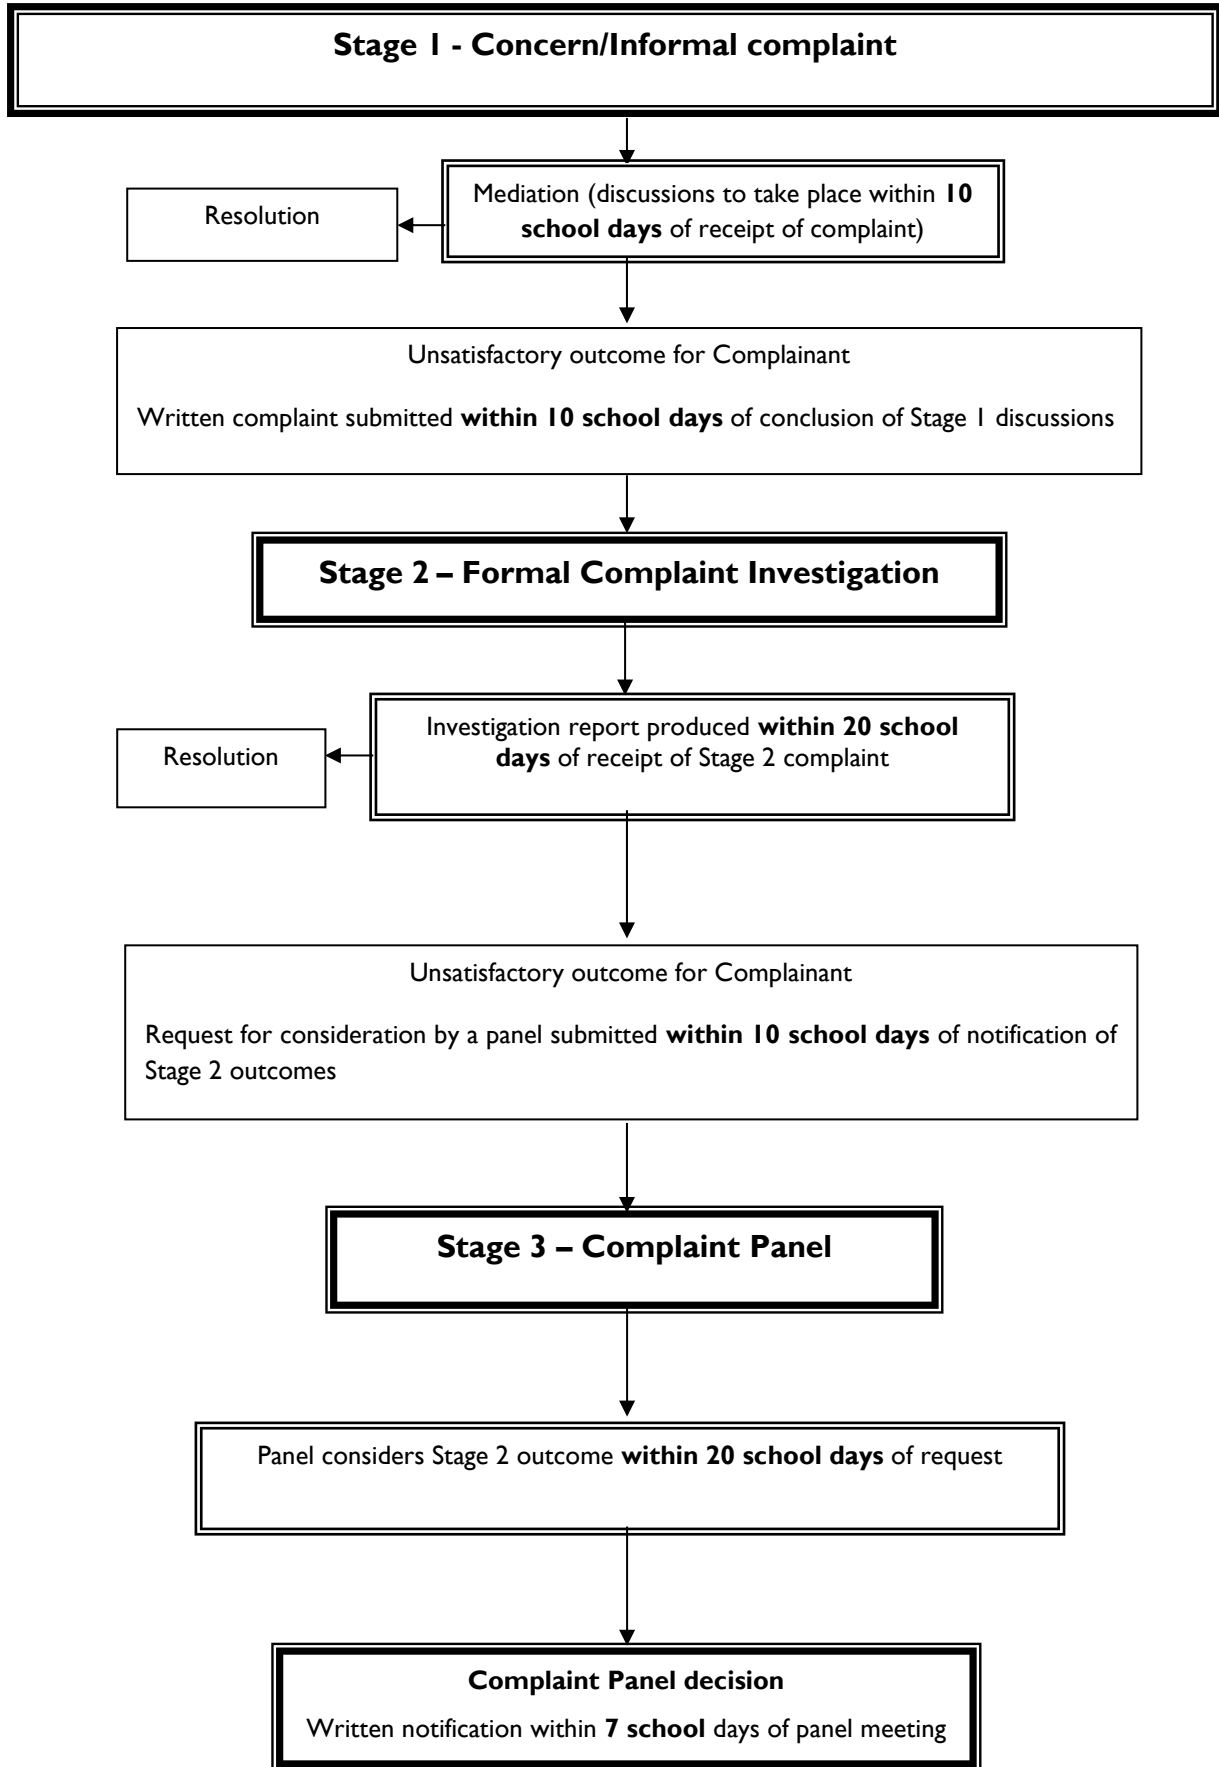 Stage 1 - Concern/Informal complaint
Mediation (discussions to take place within 10
school days of receipt of complaint)
Resolution
Unsatisfactory outcome for Complainant
Written complaint submitted within 10 school days of conclusion of Stage 1 discussions
Stage 2 – Formal Complaint Investigation
Investigation report produced within 20 school
days of receipt of Stage 2 complaint
Resolution
Unsatisfactory outcome for Complainant
Request for consideration by a panel submitted within 10 school days of notification of
Stage 2 outcomes
Stage 3 – Complaint Panel
Panel considers Stage 2 outcome within 20 school days of request
Complaint Panel decision
Written notification within 7 school days of panel meeting